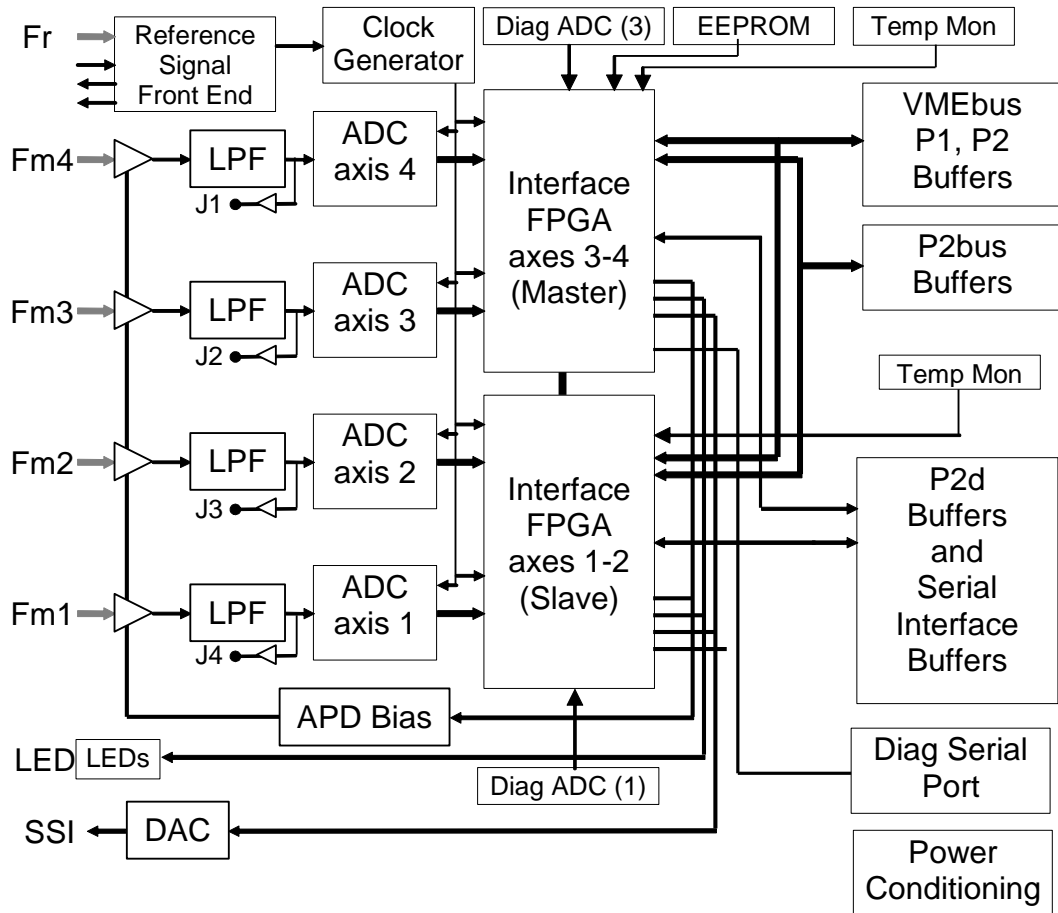 Fr
Reference
Signal
Front End
Clock
Generator
Diag ADC (3)
EEPROM
Temp Mon
Fm4
LPF
J1
ADC
axis 4
Interface
FPGA
axes 3-4
(Master)
VMEbus
P1, P2
Buffers
P2bus
Buffers
Fm3
LPF
J2
ADC
axis 3
Temp Mon
Fm2
LPF
J3
ADC
axis 2
Interface
FPGA
axes 1-2
(Slave)
P2d
Buffers
and
Serial
Interface
Buffers
Fm1
LPF
J4
ADC
axis 1
APD Bias
LED
LEDs
Diag ADC (1)
Diag Serial
Port
SSI
DAC
Power
Conditioning